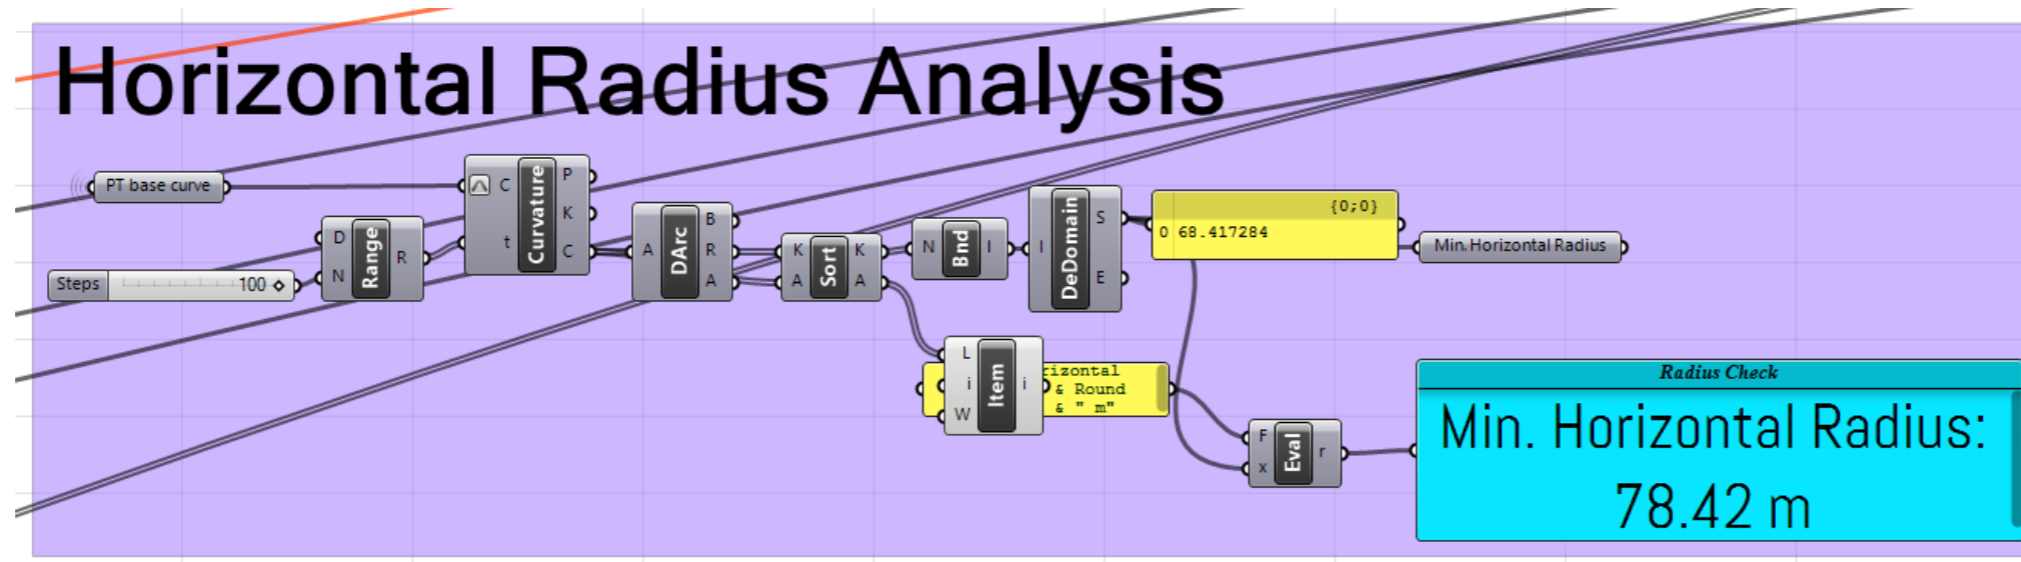 Horizontal Radius Analysis
PT base curve
C
t
Curvature
P
K
C
D
N
Range
R
Steps
100
A
DArc
B
R
A
K
A
Sort
K
A
N
Bnd
I
I
DeDomain
S
E
{0;0}
0 68.417284
Min. Horizontal Radius
L
i
W
Item
i
& Round
& " m"
F
x
Eval
r
Radius Check
Min. Horizontal Radius:
78.42 m